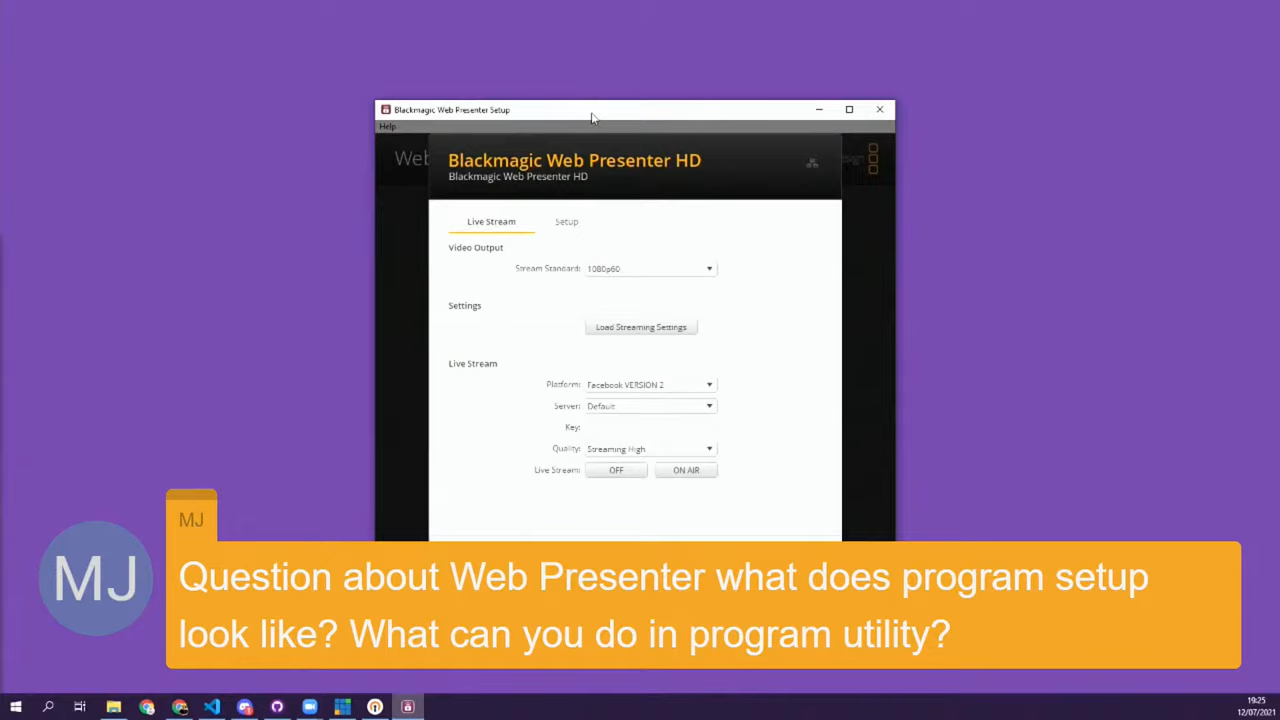 Blackmagic Web Presenter Setup
Help
Web
Blackmagic Web Presenter HD
Blackmagic Web Presenter HD
Live Stream Setup
Video Output
Stream Standard: 1080p60
Settings
Load Streaming Settings
Live Stream
Platform: Facebook VERSION 2
Server: Default
Key:
Quality: Streaming High
Live Stream: OFF ON AIR
MJ
MJ
Question about Web Presenter what does program setup
look like? What can you do in program utility?
19:25
12/07/2021